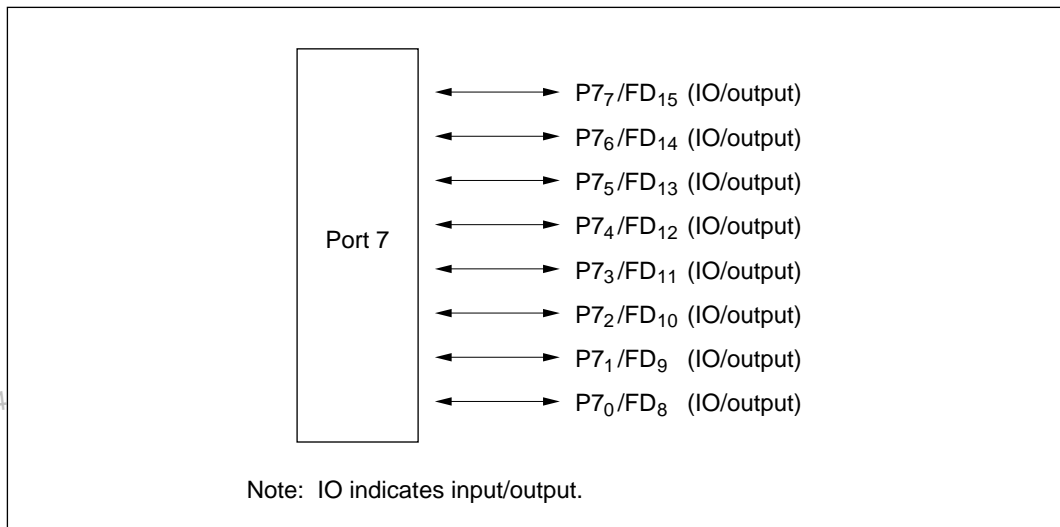 Port 7
P7₇/FD₁₅ (IO/output)
P7₆/FD₁₄ (IO/output)
P7₅/FD₁₃ (IO/output)
P7₄/FD₁₂ (IO/output)
P7₃/FD₁₁ (IO/output)
P7₂/FD₁₀ (IO/output)
P7₁/FD₉ (IO/output)
P7₀/FD₈ (IO/output)
Note: IO indicates input/output.